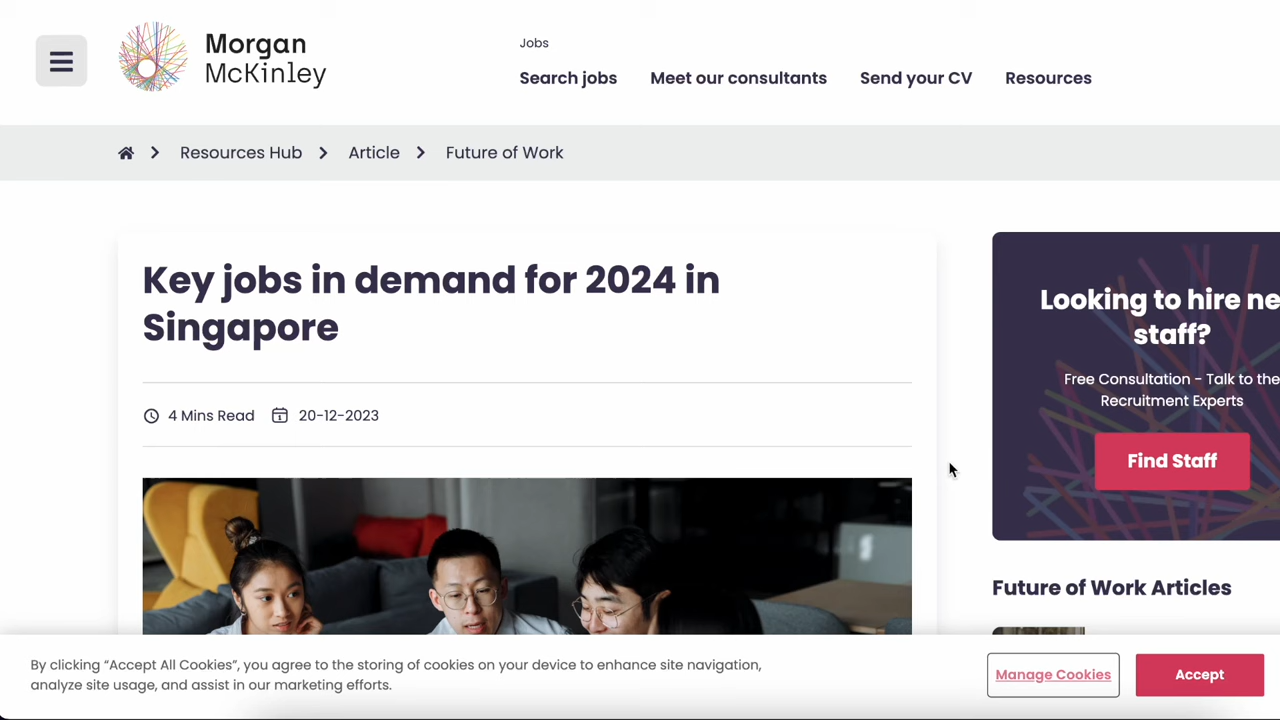 Morgan
McKinley
Jobs
Search jobs
Meet our consultants
Send your CV
Resources
Resources Hub
Article
Future of Work
Key jobs in demand for 2024 in
Singapore
4 Mins Read
20-12-2023
Looking to hire ne
staff?
Free Consultation - Talk to the
Recruitment Experts
Find Staff
Future of Work Articles
By clicking “Accept All Cookies”, you agree to the storing of cookies on your device to enhance site navigation,
analyze site usage, and assist in our marketing efforts.
Manage Cookies
Accept